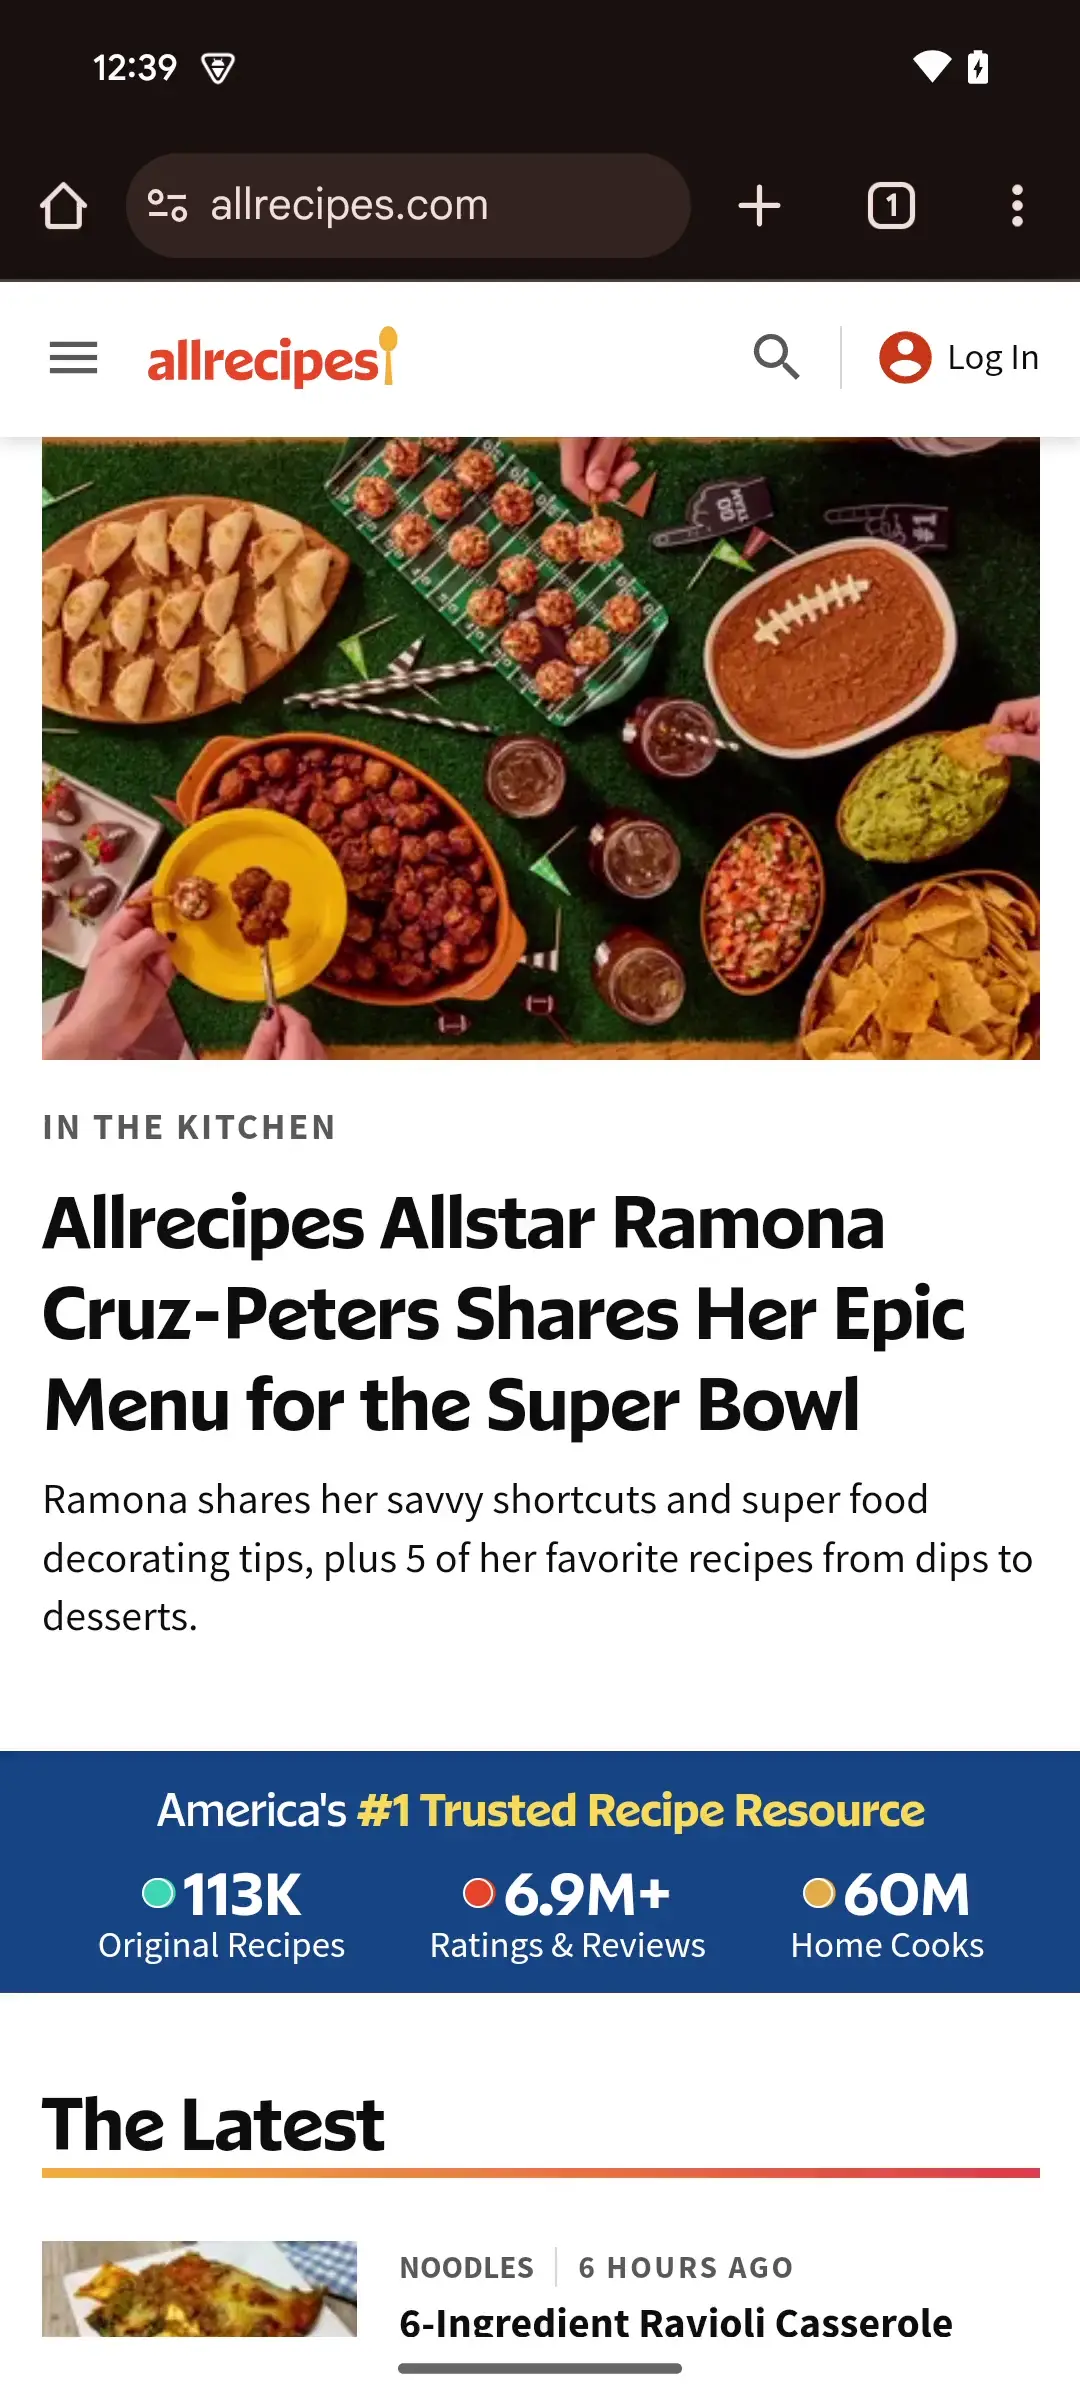 12:39
allrecipes.com
1
allrecipes
Log In
IN THE KITCHEN
Allrecipes Allstar Ramona
Cruz-Peters Shares Her Epic
Menu for the Super Bowl
Ramona shares her savvy shortcuts and super food
decorating tips, plus 5 of her favorite recipes from dips to
desserts.
America's #1 Trusted Recipe Resource
113K
Original Recipes
6.9M+
Ratings & Reviews
60M
Home Cooks
The Latest
NOODLES
6 HOURS AGO
6-Ingredient Ravioli Casserole